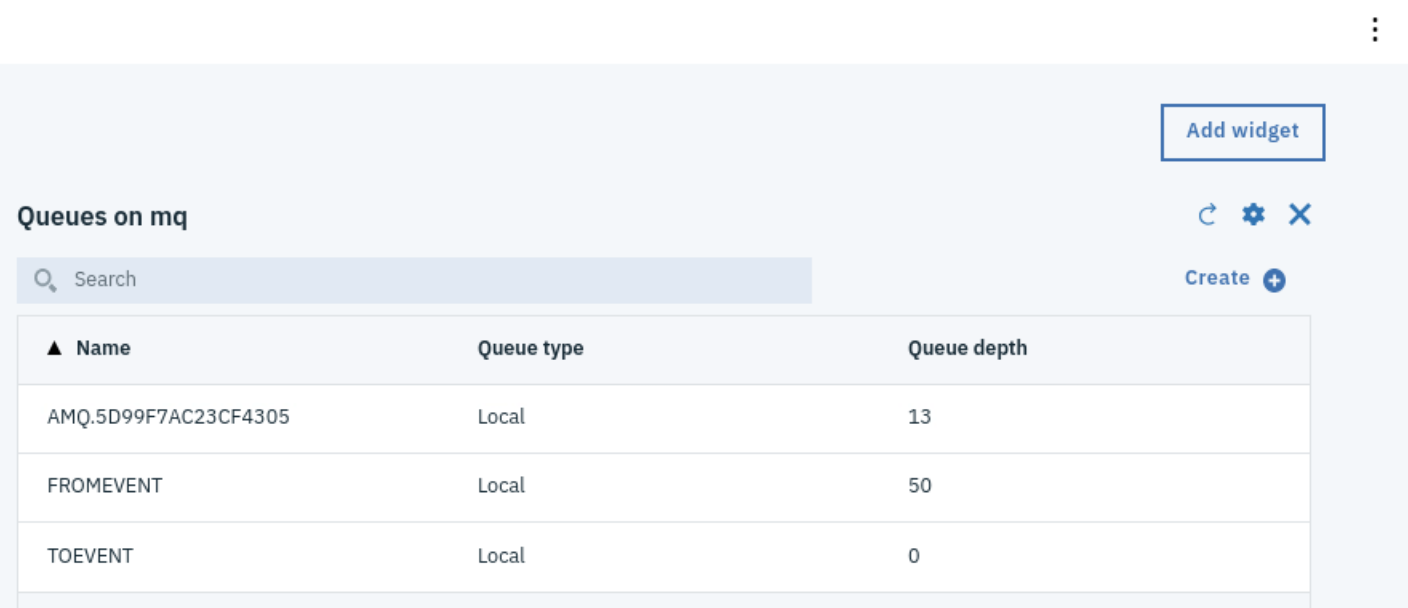 Add widget
Queues on mq
Search
Create
Name Queue type Queue depth
AMQ.5D99F7AC23CF4305 Local 13
FROMEVENT Local 50
TOEVENT Local 0